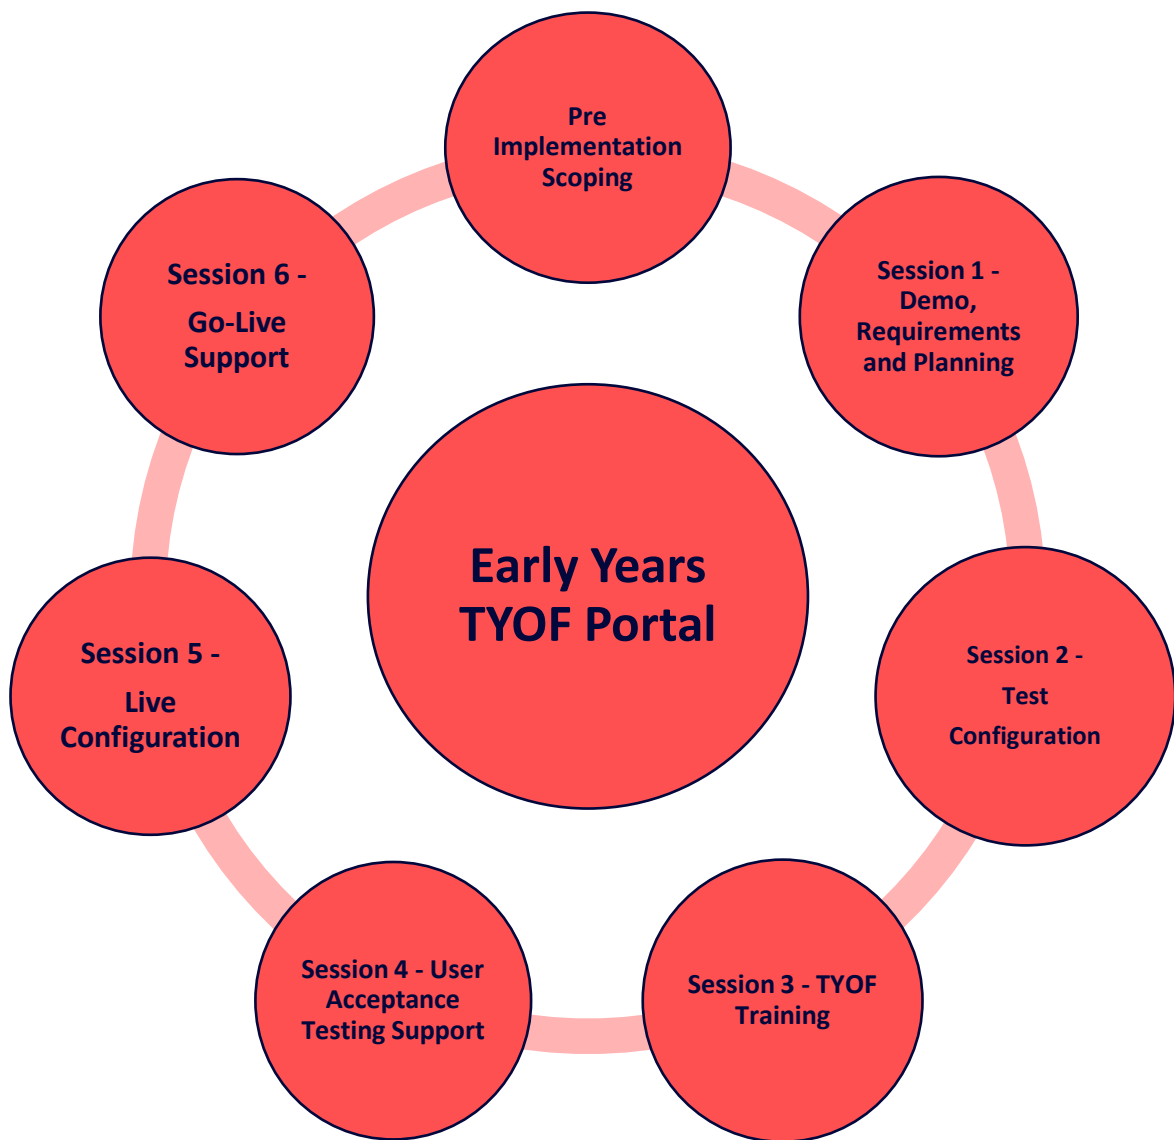 Pre
Implementation
Scoping
Session 1 -
Demo,
Requirements
and Planning
Session 2 -
Test
Configuration
Session 3 - TYOF
Training
Session 4 - User
Acceptance
Testing Support
Session 5 -
Live
Configuration
Session 6 -
Go-Live
Support
Early Years
TYOF Portal